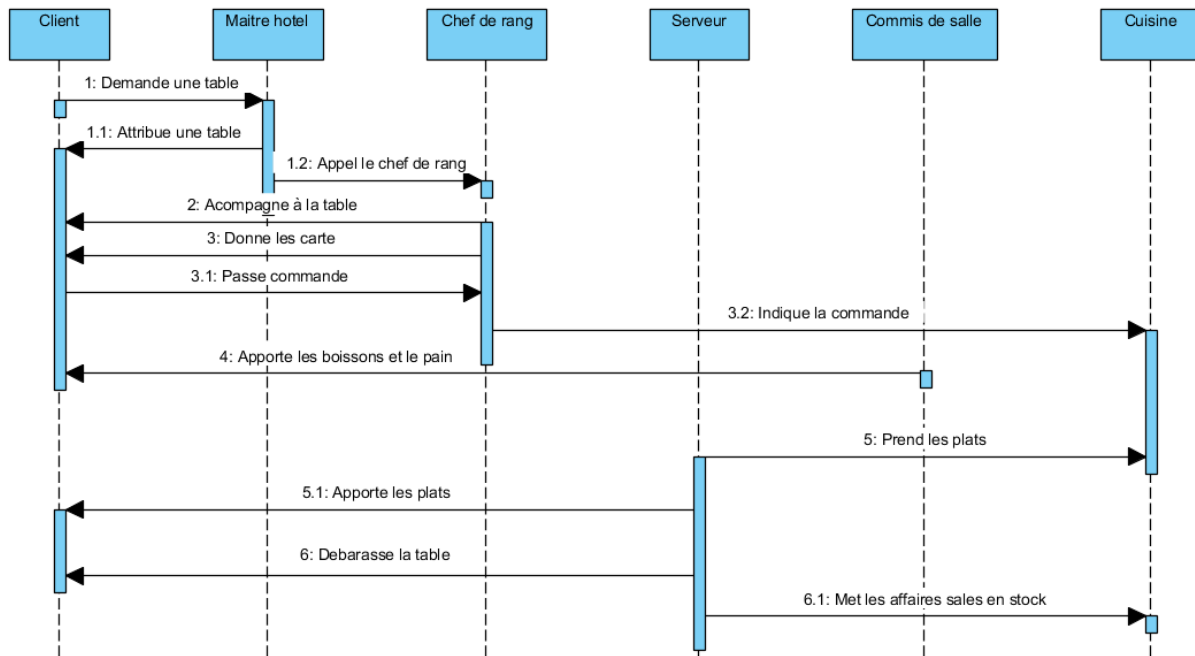 Client
Maitre hotel
Chef de rang
Serveur
Commis de salle
Cuisine
1: Demande une table
1.1: Attribue une table
1.2: Appel le chef de rang
2: Acompagne à la table
3: Donne les carte
3.1: Passe commande
3.2: Indique la commande
4: Apporte les boissons et le pain
5: Prend les plats
5.1: Apporte les plats
6: Debarasse la table
6.1: Met les affaires sales en stock